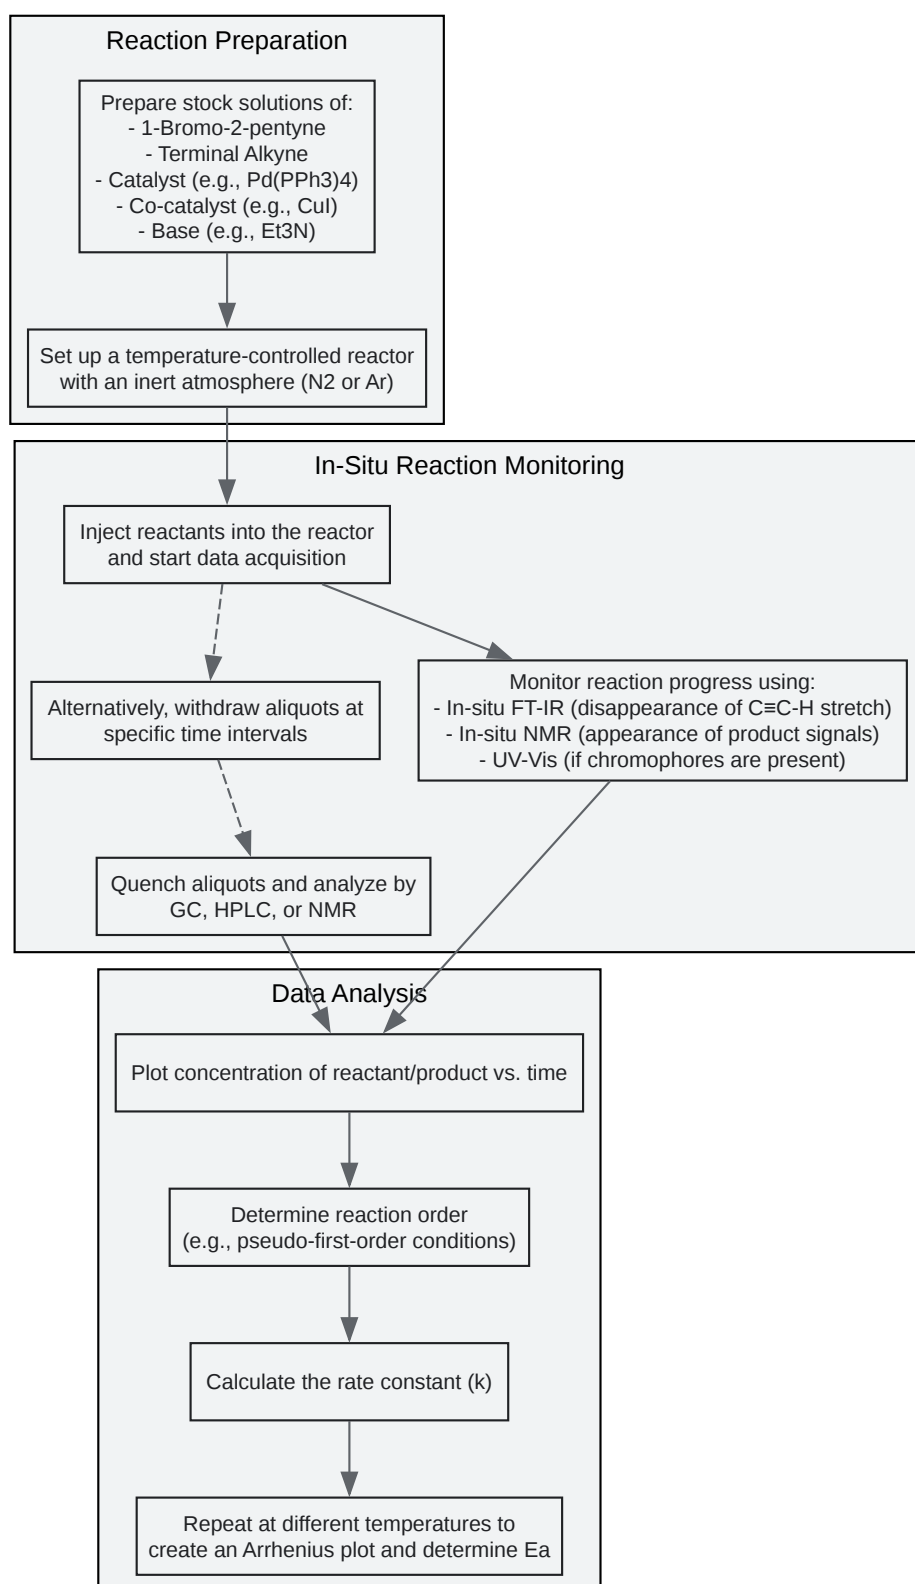 Reaction Preparation
Prepare stock solutions of:
- 1-Bromo-2-pentyne
- Terminal Alkyne
- Catalyst (e.g., Pd(PPh3)4)
- Co-catalyst (e.g., CuI)
- Base (e.g., Et3N)
Set up a temperature-controlled reactor
with an inert atmosphere (N2 or Ar)
In-Situ Reaction Monitoring
Inject reactants into the reactor
and start data acquisition
Alternatively, withdraw aliquots at
specific time intervals
Monitor reaction progress using:
- In-situ FT-IR (disappearance of C≡C-H stretch)
- In-situ NMR (appearance of product signals)
- UV-Vis (if chromophores are present)
Quench aliquots and analyze by
GC, HPLC, or NMR
Data Analysis
Plot concentration of reactant/product vs. time
Determine reaction order
(e.g., pseudo-first-order conditions)
Calculate the rate constant (k)
Repeat at different temperatures to
create an Arrhenius plot and determine Ea